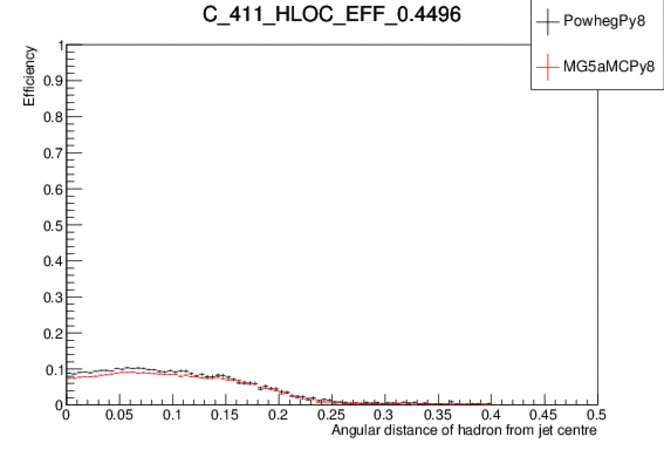 C_411_HLOC_EFF_0.4496
PowhegPy8
MG5aMCPy8
Efficiency
1
0.9
0.8
0.7
0.6
0.5
0.4
0.3
0.2
0.1
0
0 0.05 0.1 0.15 0.2 0.25 0.3 0.35 0.4 0.45 0.5
Angular distance of hadron from jet centre